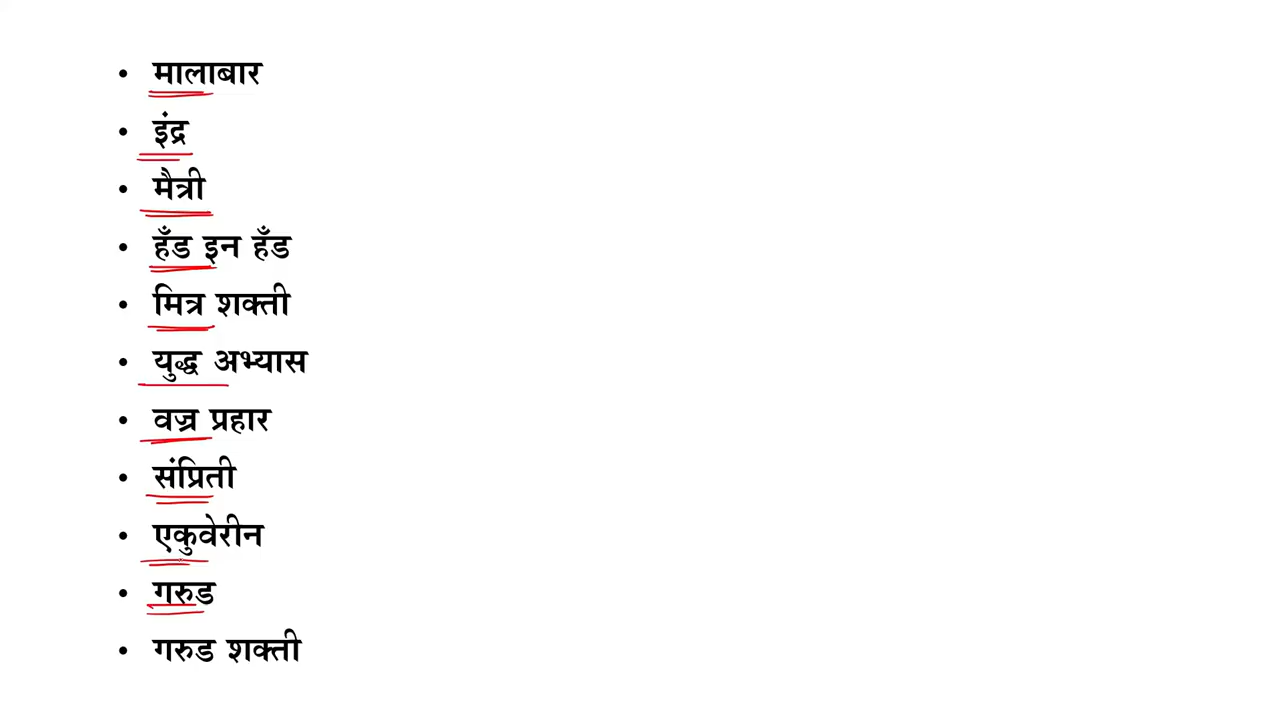 • मालाबार
• इंद्र
• मैत्री
• हँड इन हँड
• मित्र शक्ती
• युद्ध अभ्यास
• वज्र प्रहार
• संप्रिती
• एकुवेरीन
• गरुड
• गरुड शक्ती